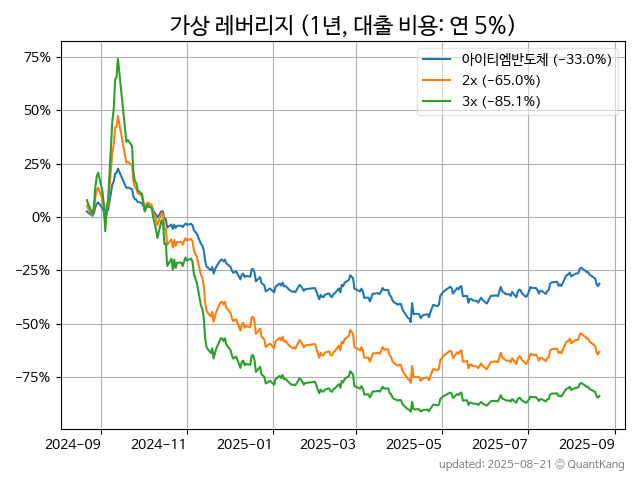 가상 레버리지 (1년, 대출 비용: 연 5%)
아이티엠반도체 (-33.0%)
2x (-65.0%)
3x (-85.1%)
75%
50%
25%
0%
−25%
−50%
−75%
2024-09 2024-11 2025-01 2025-03 2025-05 2025-07 2025-09
updated: 2025-08-21 © QuantKang